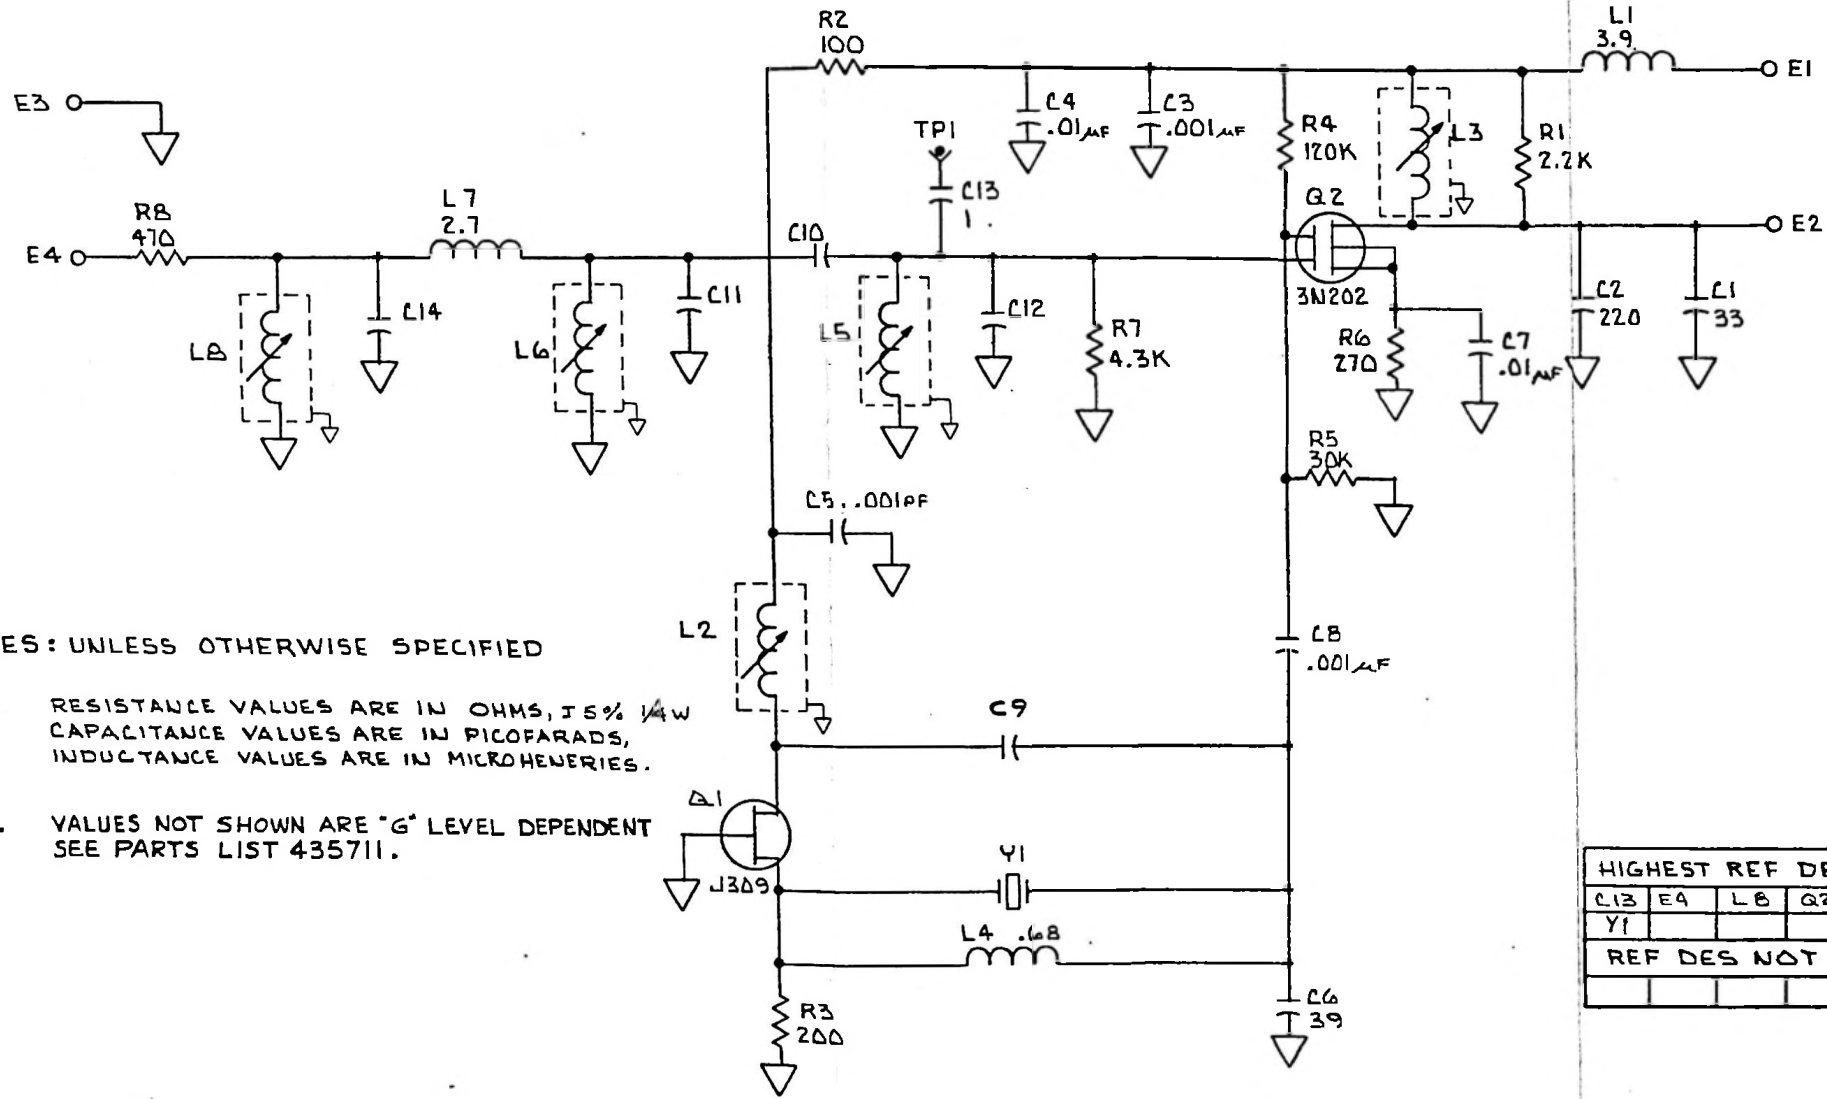 R2
100
L1
3.9
E1
E3
C4
.01μF
C3
.001μF
TP1
R4
120K
L3
R1
2.2K
C13
1
Q2
R8
470
L7
2.7
C10
E4
E2
3N202
C14
C11
C12
R7
4.3K
L8
L6
L5
R6
270
C7
.01μF
C2
220
C1
33
R5
30K
C5 .001PF
L2
C8
.001μF
ES: UNLESS OTHERWISE SPECIFIED
RESISTANCE VALUES ARE IN OHMS, ±5% 1/4W
CAPACITANCE VALUES ARE IN PICOFARADS,
INDUCTANCE VALUES ARE IN MICROHENERIES.
C9
Q1
. VALUES NOT SHOWN ARE "G" LEVEL DEPENDENT
SEE PARTS LIST 435711.
J309
Y1
L4 .68
R3
200
C6
39
HIGHEST REF DE
C13 E4 L8 Q2
Y1
REF DES NOT